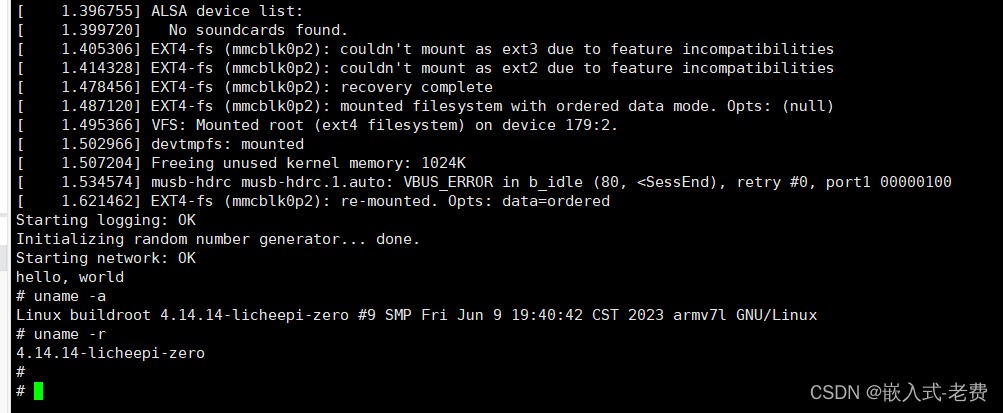 [    1.396755] ALSA device list:
[    1.399720]   No soundcards found.
[    1.405306] EXT4-fs (mmcblk0p2): couldn't mount as ext3 due to feature incompatibilities
[    1.414328] EXT4-fs (mmcblk0p2): couldn't mount as ext2 due to feature incompatibilities
[    1.478456] EXT4-fs (mmcblk0p2): recovery complete
[    1.487120] EXT4-fs (mmcblk0p2): mounted filesystem with ordered data mode. Opts: (null)
[    1.495366] VFS: Mounted root (ext4 filesystem) on device 179:2.
[    1.502966] devtmpfs: mounted
[    1.507204] Freeing unused kernel memory: 1024K
[    1.534574] musb-hdrc musb-hdrc.1.auto: VBUS_ERROR in b_idle (80, <SessEnd), retry #0, port1 00000100
[    1.621462] EXT4-fs (mmcblk0p2): re-mounted. Opts: data=ordered
Starting logging: OK
Initializing random number generator... done.
Starting network: OK
hello, world
# uname -a
Linux buildroot 4.14.14-licheepi-zero #9 SMP Fri Jun 9 19:40:42 CST 2023 armv7l GNU/Linux
# uname -r
4.14.14-licheepi-zero
#
#
CSDN @嵌入式-老费